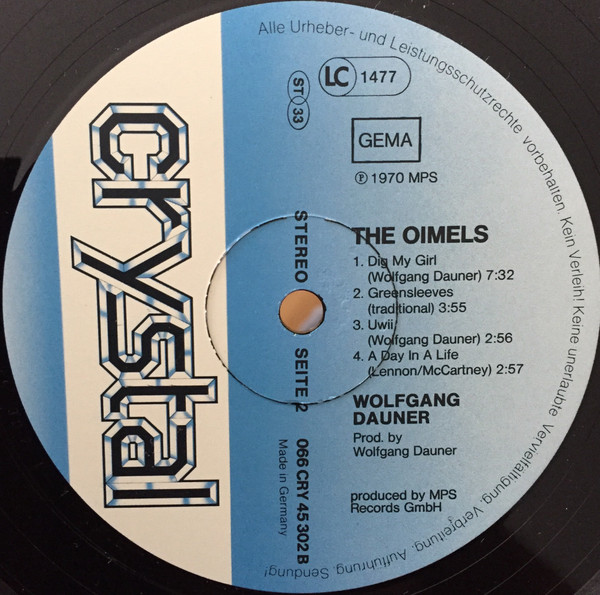 Alle Urheber- und Leistungsschutzrechte vorbehalten. Kein Verleih! Keine unerlaubte Vervielfältigung, Verbreitung, Aufführung, Sendung!
crystal
ST 33
LC 1477
GEMA
℗ 1970 MPS
STEREO SEITE 2 066 CRY 45 302 B
Made in Germany
THE OIMELS
1. Dig My Girl
(Wolfgang Dauner) 7:32
2. Greensleeves
(traditional) 3:55
3. Uwii
(Wolfgang Dauner) 2:56
4. A Day In A Life
(Lennon/McCartney) 2:57
WOLFGANG
DAUNER
Prod. by
Wolfgang Dauner
produced by MPS
Records GmbH